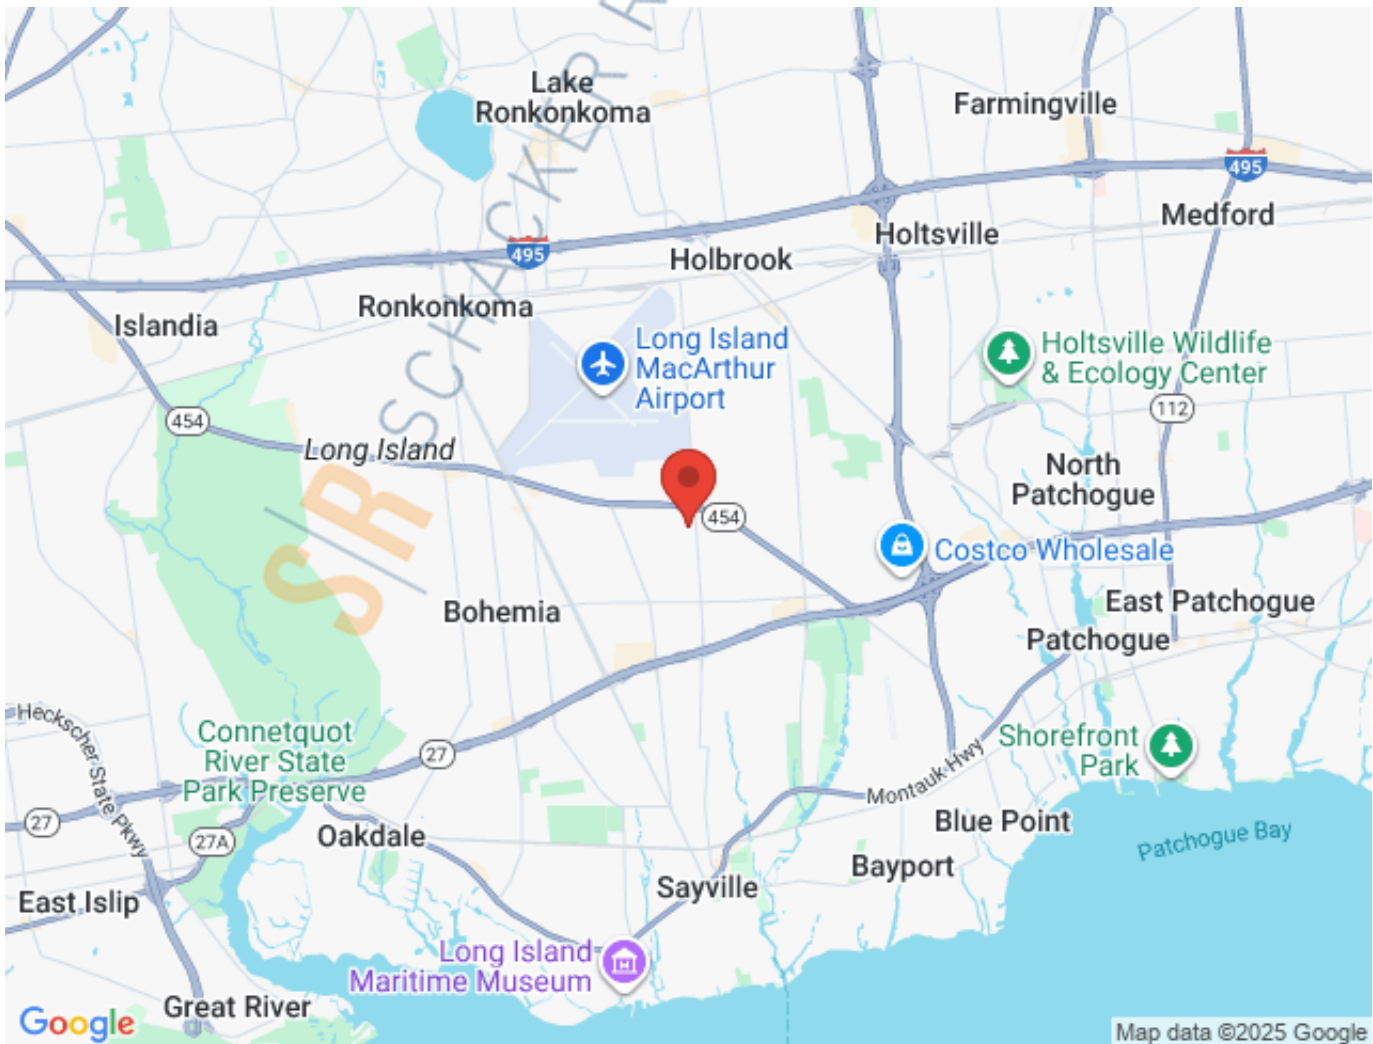 Lake
Ronkonkoma
Farmingville
495
Medford
Holtsville
495
Holbrook
Ronkonkoma
Islandia
Long Island
MacArthur
Airport
Holtsville Wildlife
& Ecology Center
112
454
Long Island
North
Patchogue
454
Costco Wholesale
East Patchogue
Bohemia
Patchogue
Heckscher State Pkwy
Connetquot
River State
Park Preserve
27
Shorefront
Park
Montauk Hwy
27
27A
Oakdale
Blue Point
Patchogue Bay
Bayport
East Islip
Sayville
Long Island
Maritime Museum
Great River
Google
Map data ©2025 Google
SIR
SCHACKER R